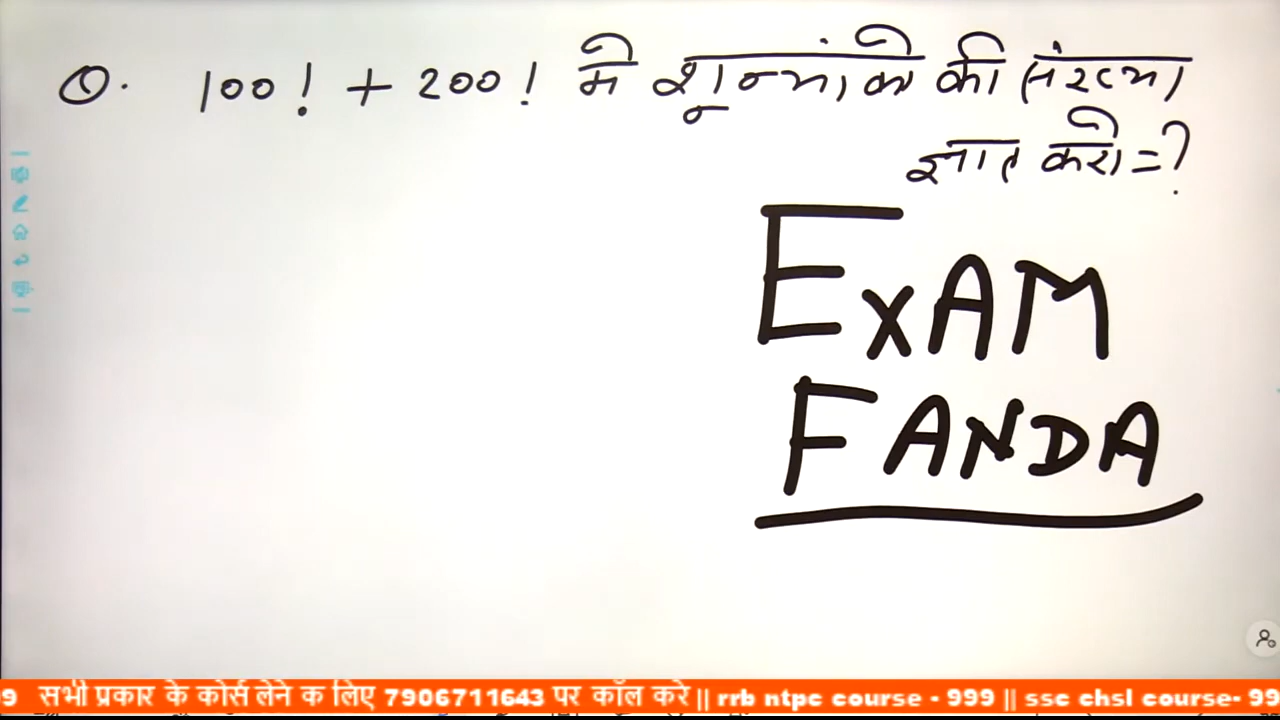 Q. 100! + 200! में शून्यांको की संख्या
ज्ञात करो=?
EXAM
FANDA
9 सभी प्रकार के कोर्स लेने क लिए 7906711643 पर कॉल करे || rrb ntpc course - 999 || ssc chsl course- 99